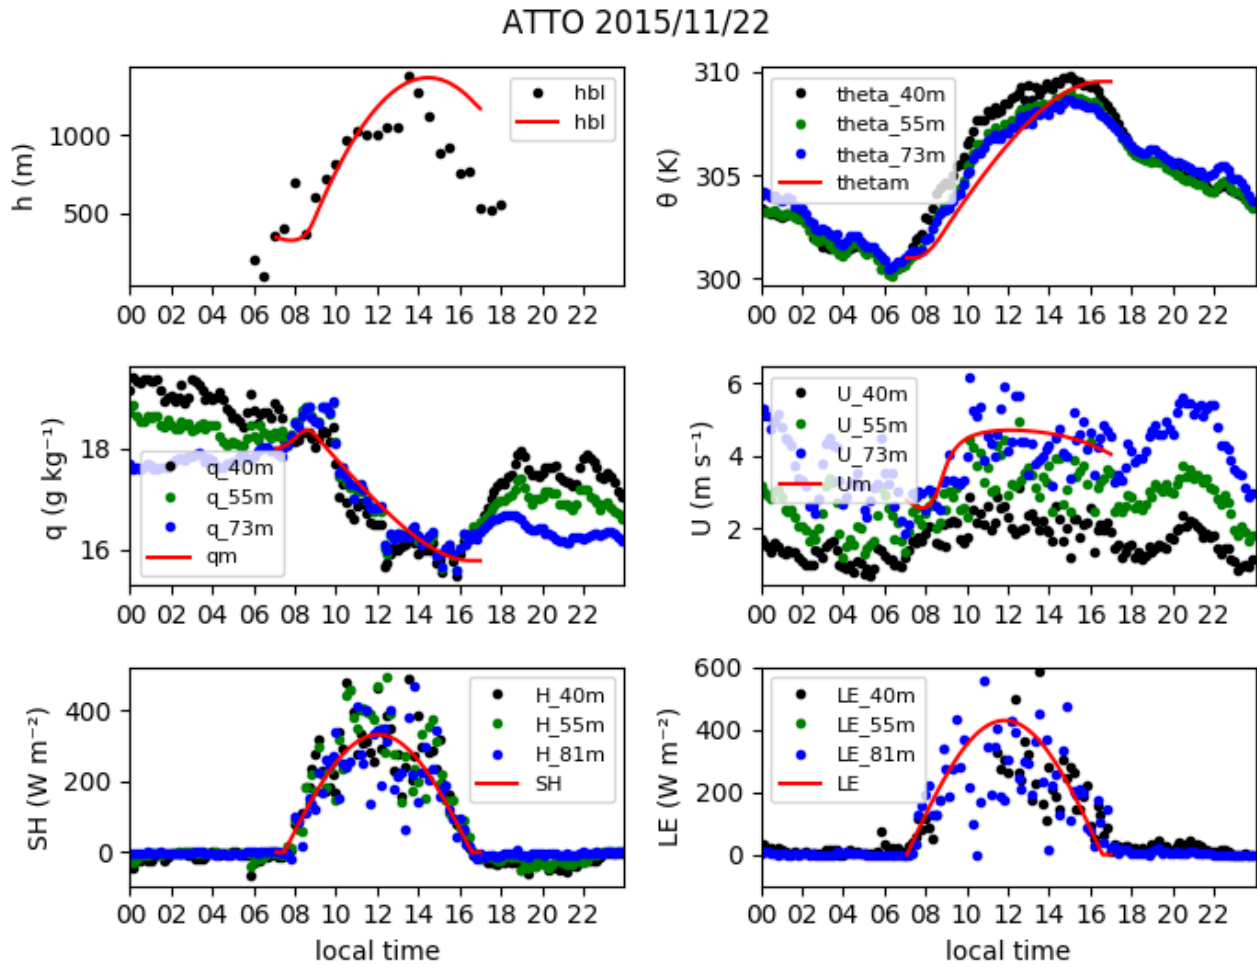 ATTO 2015/11/22
h (m)
1000
500
hbl
hbl
00 02 04 06 08 10 12 14 16 18 20 22
θ (K)
310
305
300
theta_40m
theta_55m
theta_73m
thetam
00 02 04 06 08 10 12 14 16 18 20 22
q (g kg⁻¹)
18
16
q_40m
q_55m
q_73m
qm
00 02 04 06 08 10 12 14 16 18 20 22
U (m s⁻¹)
6
4
2
U_40m
U_55m
U_73m
Um
00 02 04 06 08 10 12 14 16 18 20 22
SH (W m⁻²)
400
200
0
H_40m
H_55m
H_81m
SH
00 02 04 06 08 10 12 14 16 18 20 22
local time
LE (W m⁻²)
600
400
200
0
LE_40m
LE_55m
LE_81m
LE
00 02 04 06 08 10 12 14 16 18 20 22
local time